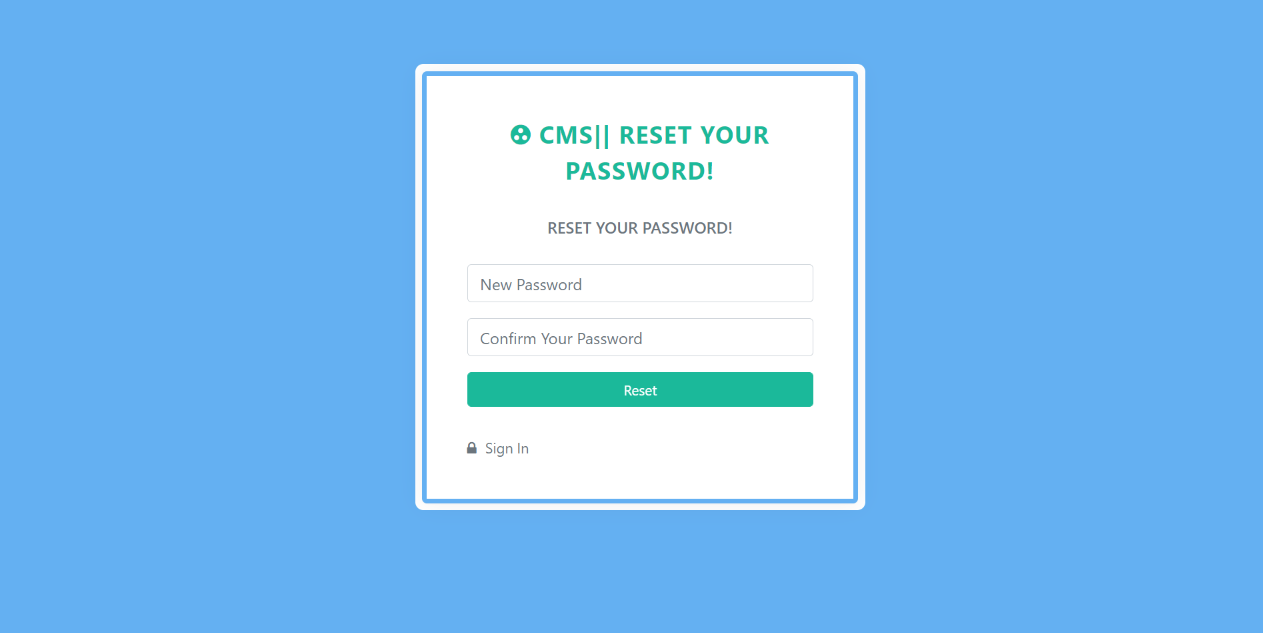 CMS|| RESET YOUR
PASSWORD!
RESET YOUR PASSWORD!
New Password
Confirm Your Password
Reset
Sign In